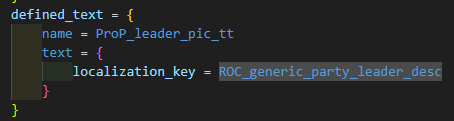 defined_text = {
name = ProP_leader_pic_tt
text = {
localization_key = ROC_generic_party_leader_desc
}
}